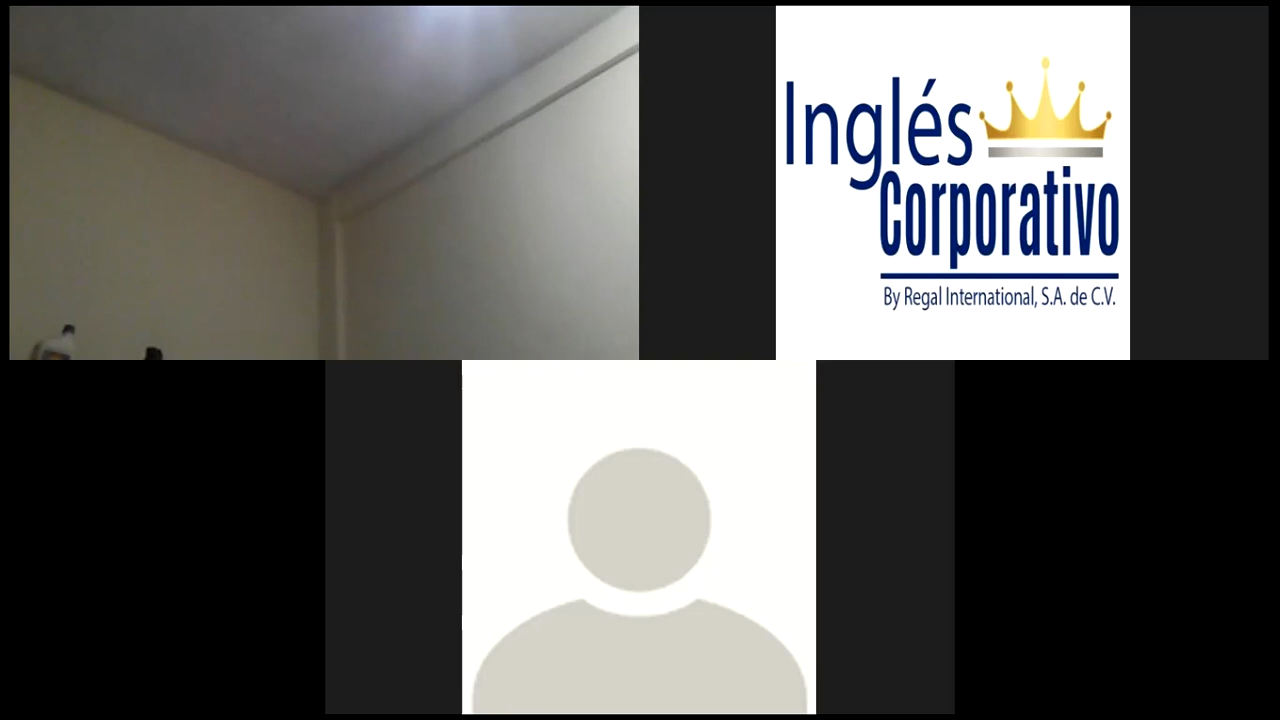 Inglés
Corporativo
By Regal International, S.A. de C.V.